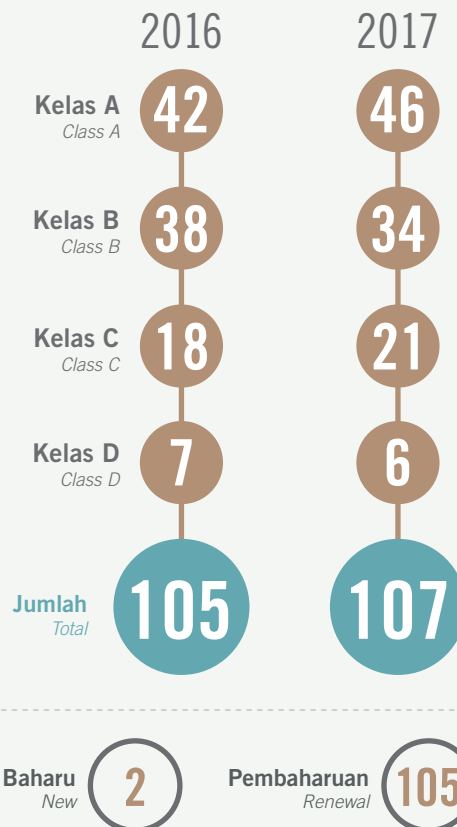 2016 2017
Kelas A 42 46
Class A
Kelas B 38 34
Class B
Kelas C 18 21
Class C
Kelas D 7 6
Class D
Jumlah 105 107
Total
Baharu 2 Pembaharuan 105
New Renewal